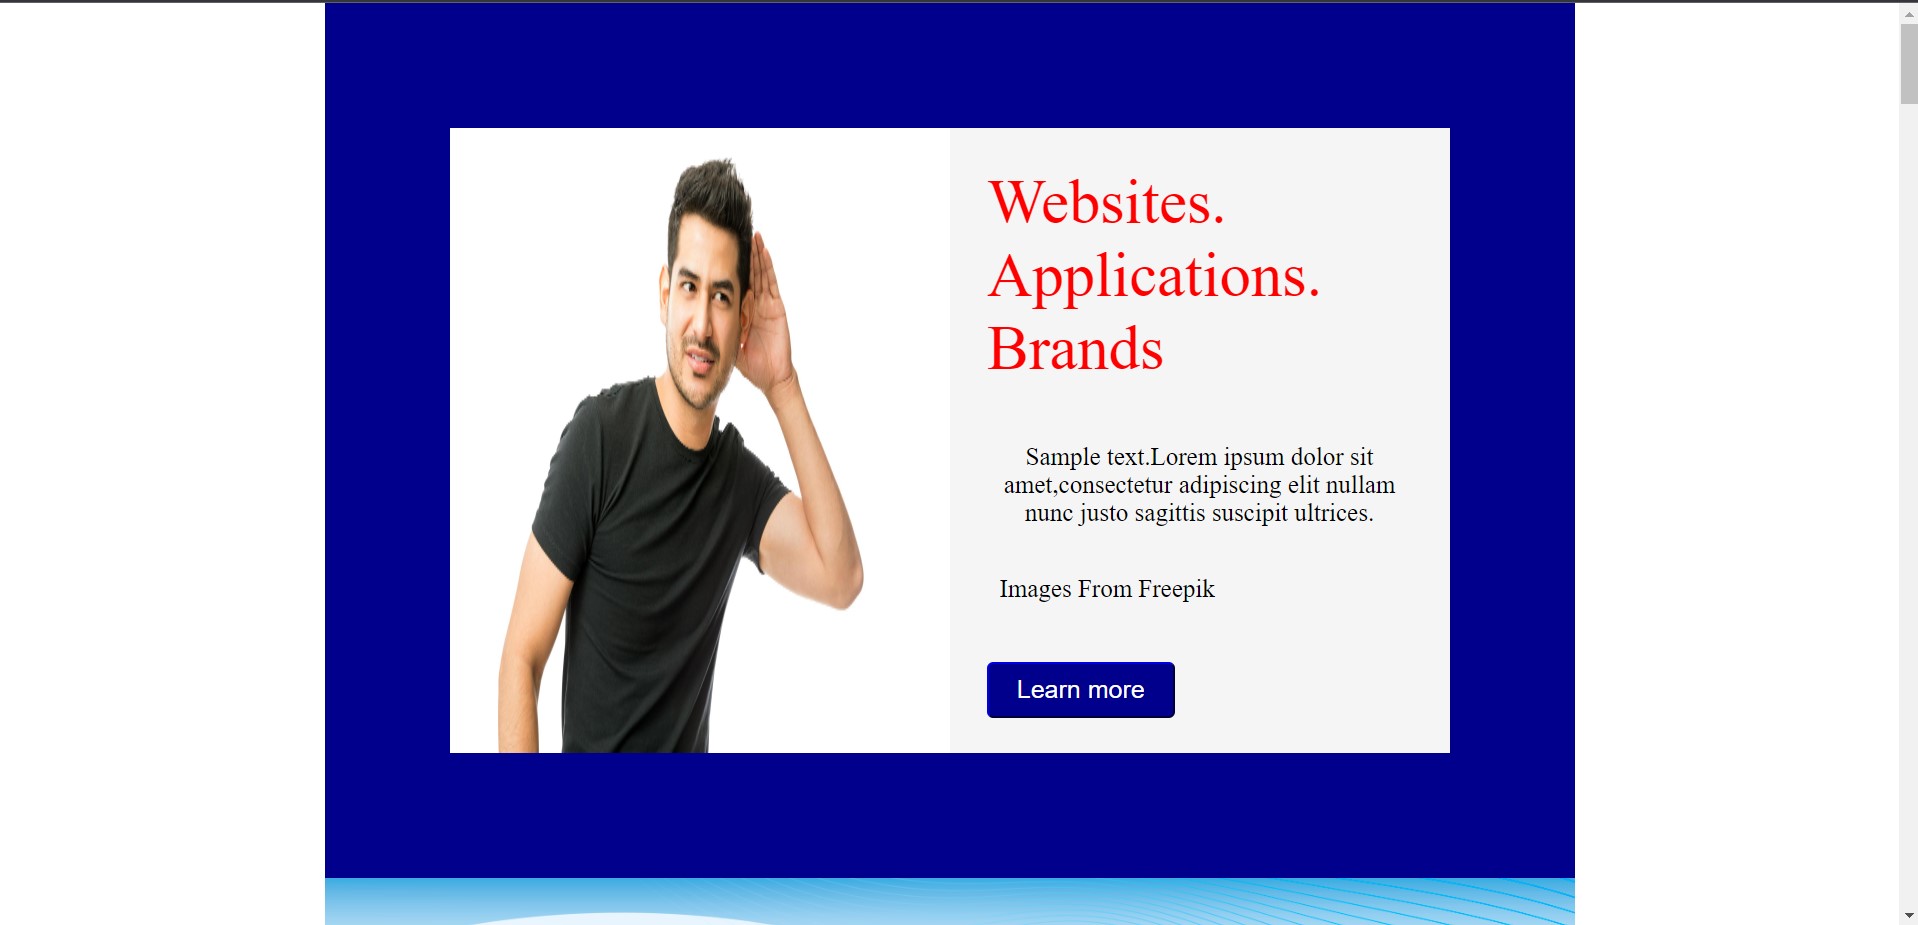 Websites.
Applications.
Brands
Sample text.Lorem ipsum dolor sit
amet,consectetur adipiscing elit nullam
nunc justo sagittis suscipit ultrices.
Images From Freepik
Learn more